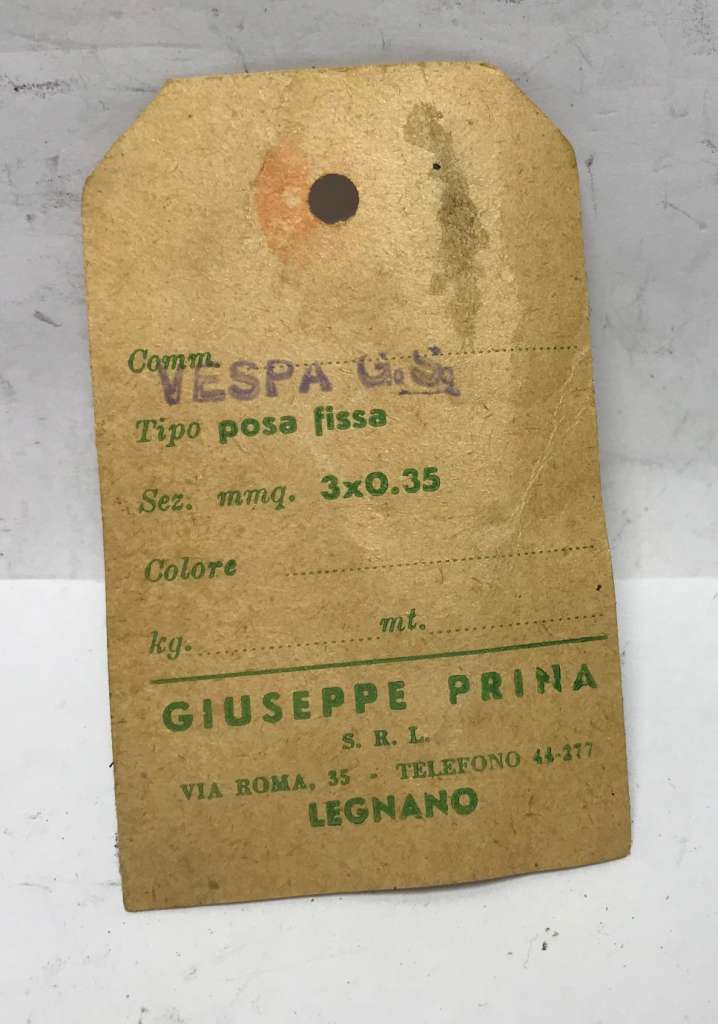 Comm.
VESPA G.S.
Tipo posa fissa
Sez. mmq. 3x0.35
Colore
kg. mt.
GIUSEPPE PRINA
S. R. L.
VIA ROMA, 35 - TELEFONO 44-277
LEGNANO